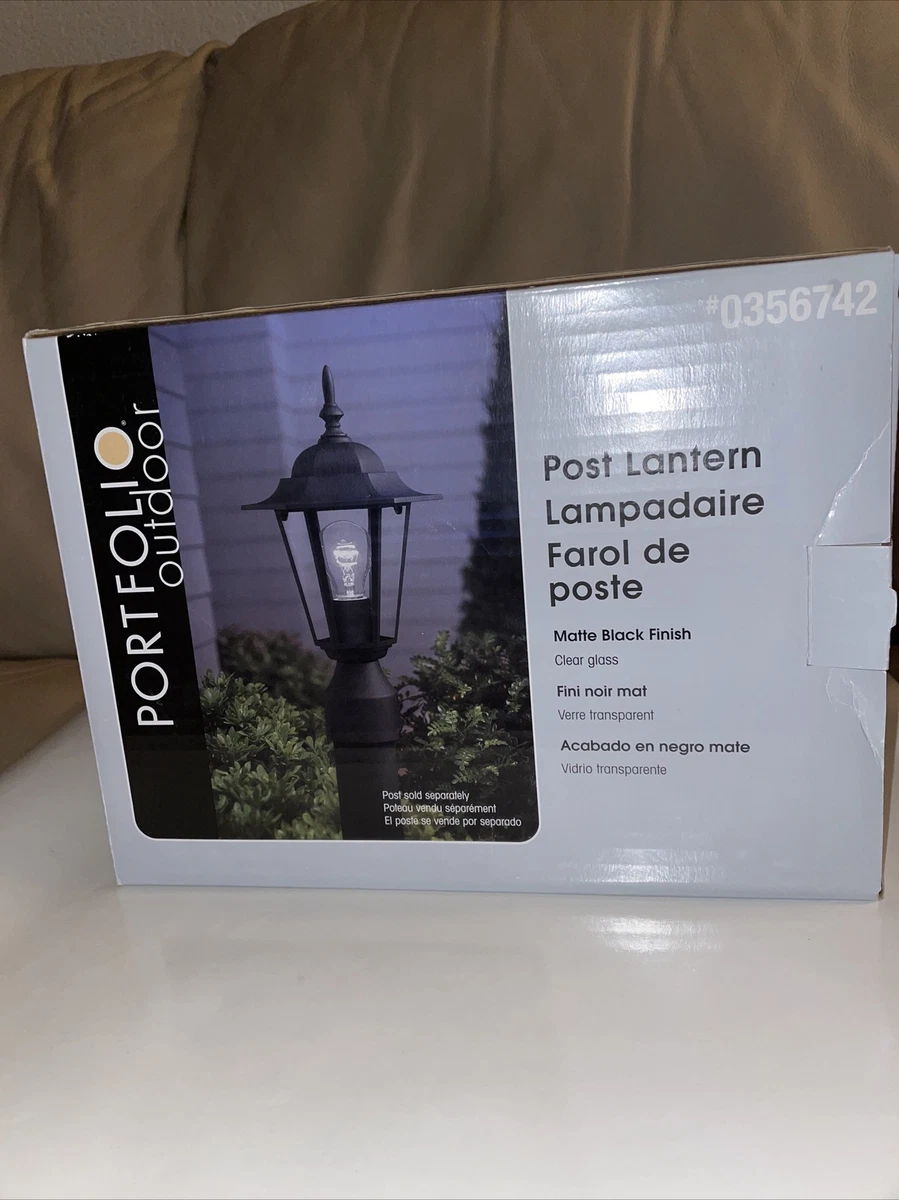 PORTFOLIO®
outdoor
#0356742
Post Lantern
Lampadaire
Farol de
poste
Matte Black Finish
Clear glass
Fini noir mat
Verre transparent
Acabado en negro mate
Vidrio transparente
Post sold separately
Poteau vendu séparément
El poste se vende por separado